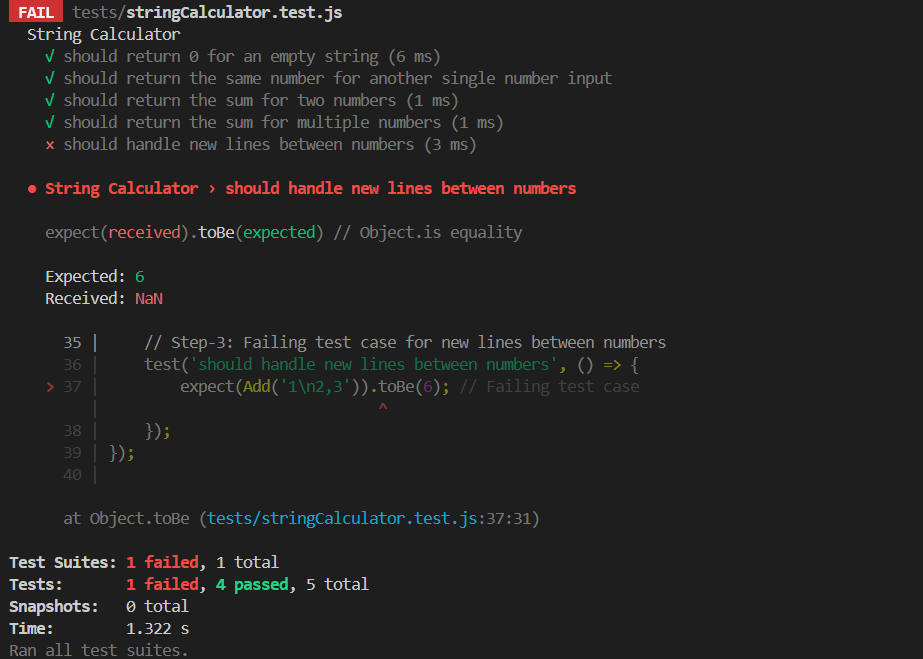 FAIL tests/stringCalculator.test.js
String Calculator
√ should return 0 for an empty string (6 ms)
√ should return the same number for another single number input
√ should return the sum for two numbers (1 ms)
√ should return the sum for multiple numbers (1 ms)
× should handle new lines between numbers (3 ms)
● String Calculator › should handle new lines between numbers
expect(received).toBe(expected) // Object.is equality
Expected: 6
Received: NaN
35 |     // Step-3: Failing test case for new lines between numbers
36 |     test('should handle new lines between numbers', () => {
> 37 |         expect(Add('1\n2,3')).toBe(6); // Failing test case
|                               ^
38 |     });
39 | });
40 |
at Object.toBe (tests/stringCalculator.test.js:37:31)
Test Suites: 1 failed, 1 total
Tests:       1 failed, 4 passed, 5 total
Snapshots:   0 total
Time:        1.322 s
Ran all test suites.